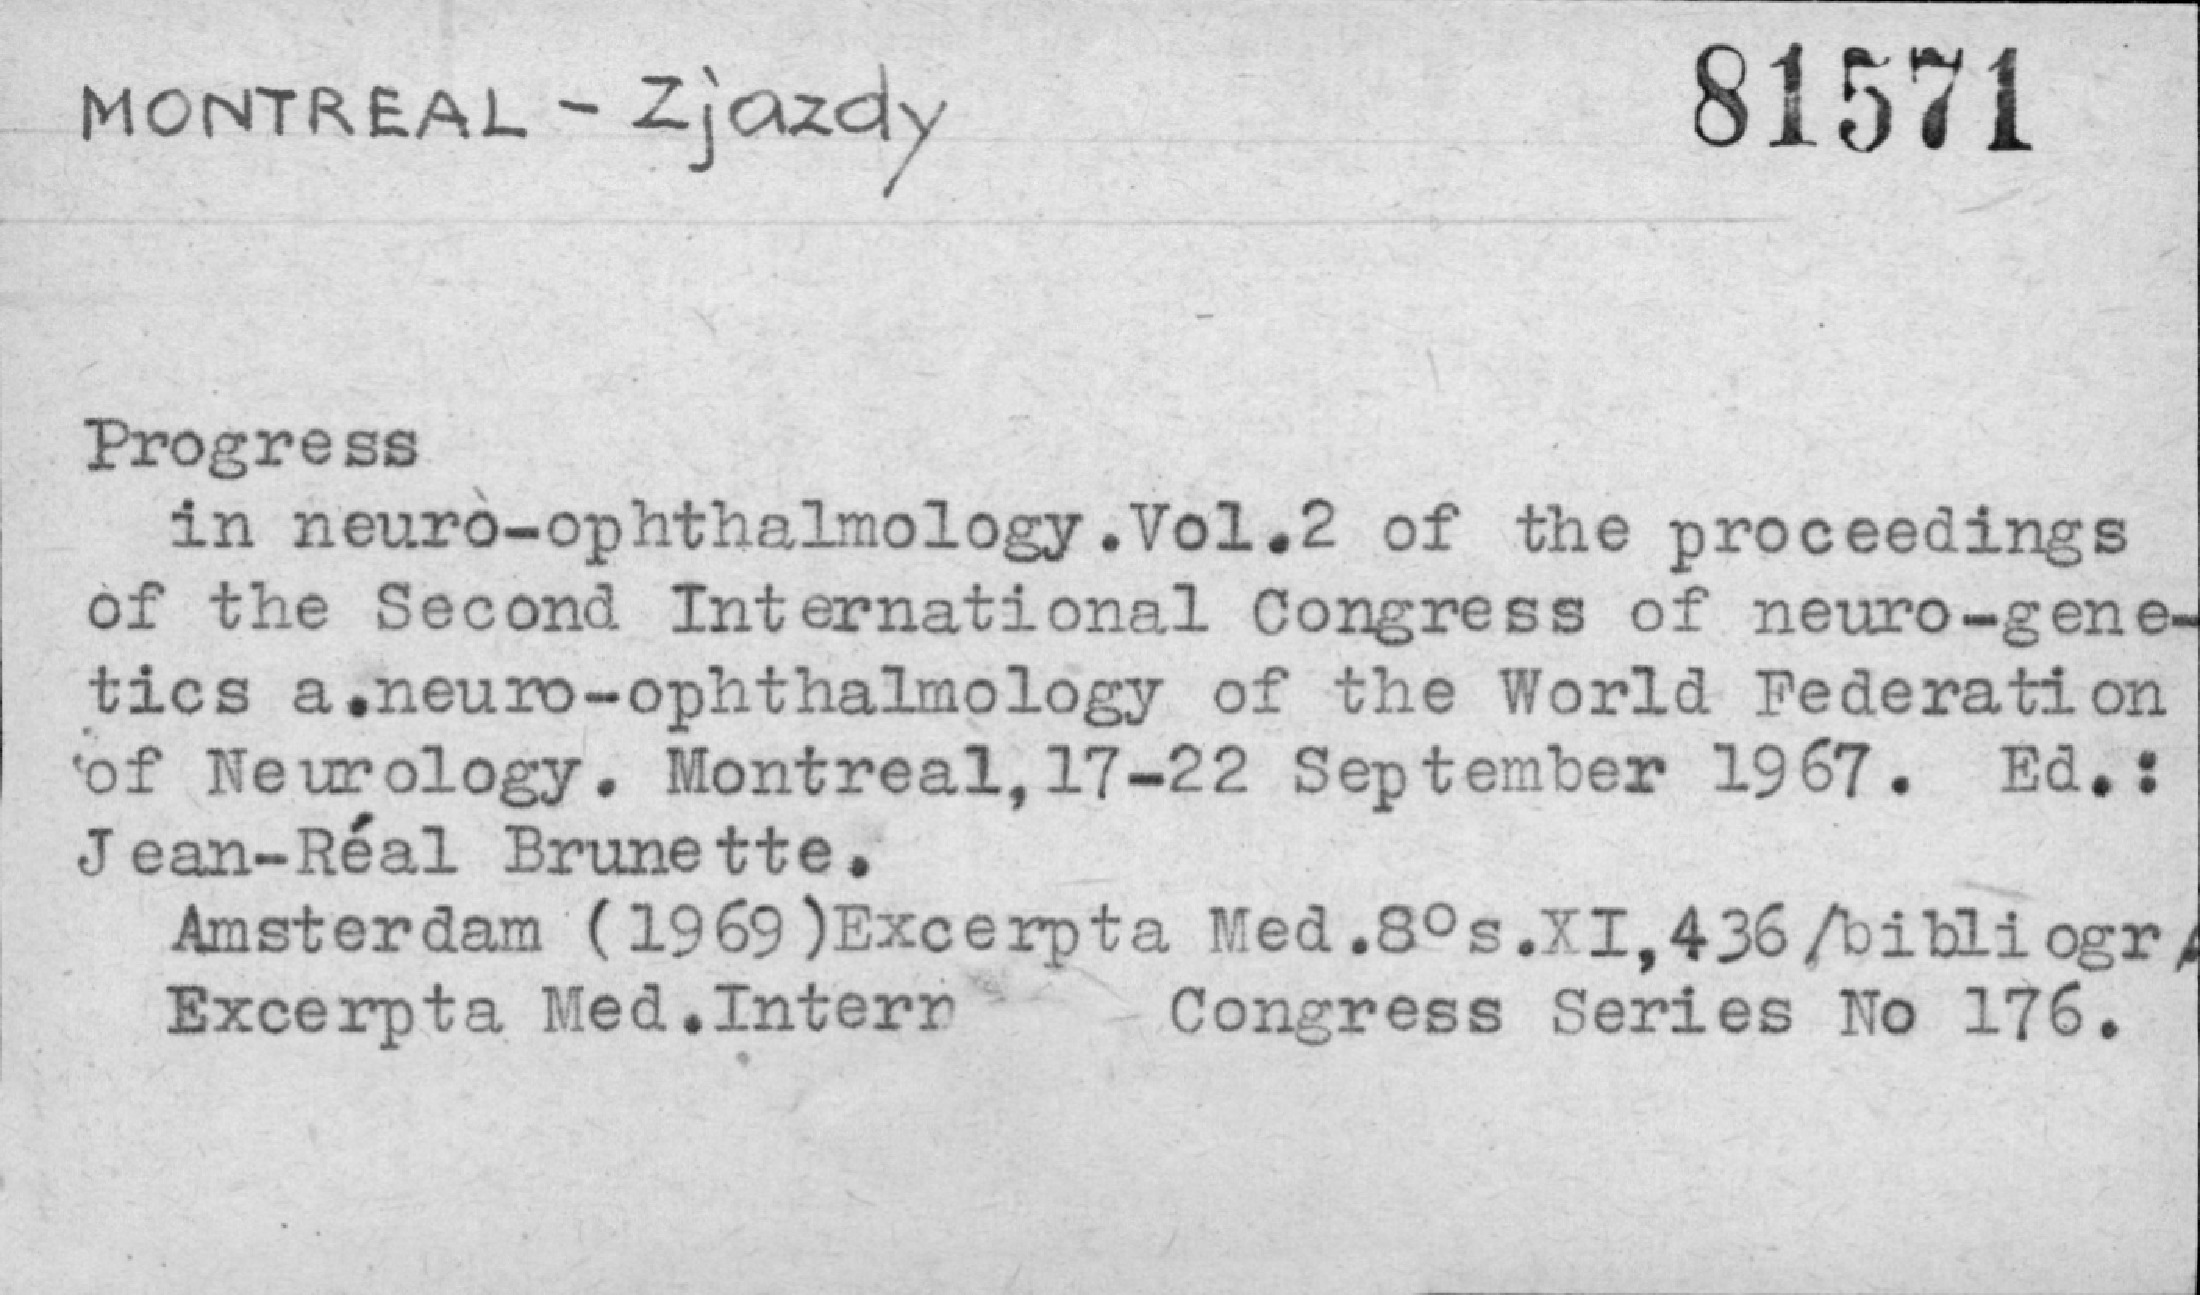 MONTREAL - Zjazdy 81571
Progress
in neuro-ophthalmology.Vol.2 of the proceedings
of the Second International Congress of neuro-gene-
tics a.neuro-ophthalmology of the World Federation
of Neurology. Montreal,17-22 September 1967. Ed.:
Jean-Réal Brunette.
Amsterdam (1969)Excerpta Med.8°s.XI,436/bibliogr/
Excerpta Med.Intern Congress Series No 176.